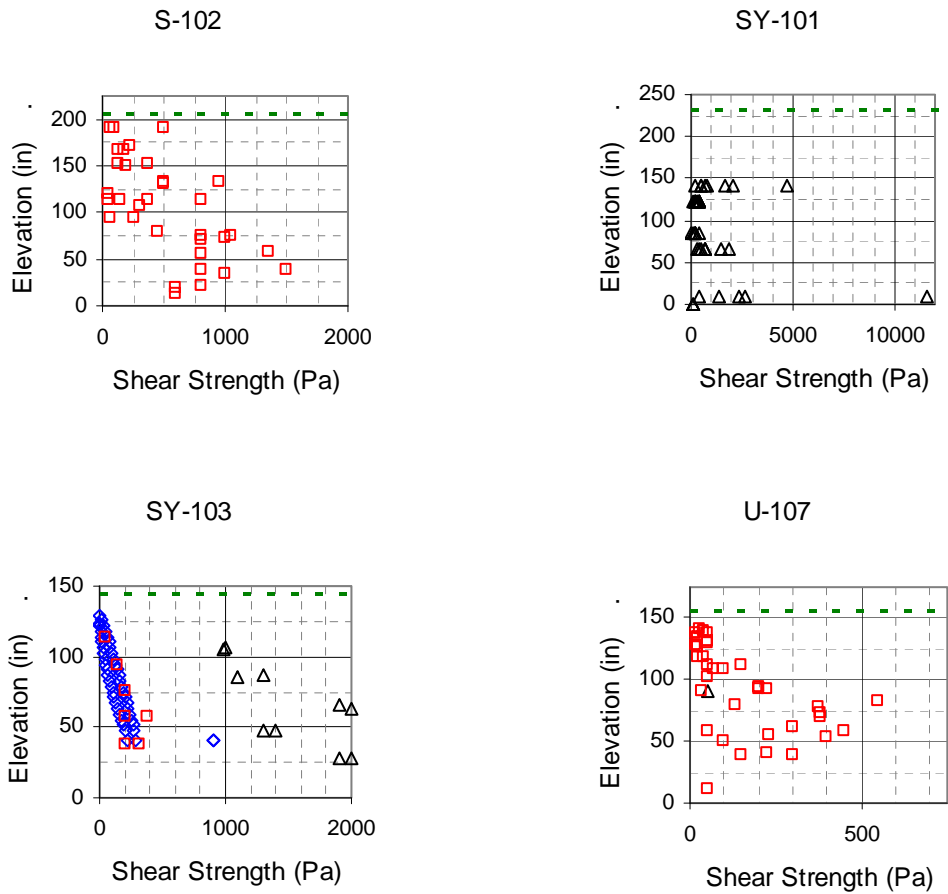 S-102
200
150
100
50
0
Elevation (in)
0 1000 2000
Shear Strength (Pa)
SY-101
250
200
150
100
50
0
Elevation (in)
0 5000 10000
Shear Strength (Pa)
SY-103
150
100
50
0
Elevation (in)
0 1000 2000
Shear Strength (Pa)
U-107
150
100
50
0
Elevation (in)
0 500
Shear Strength (Pa)